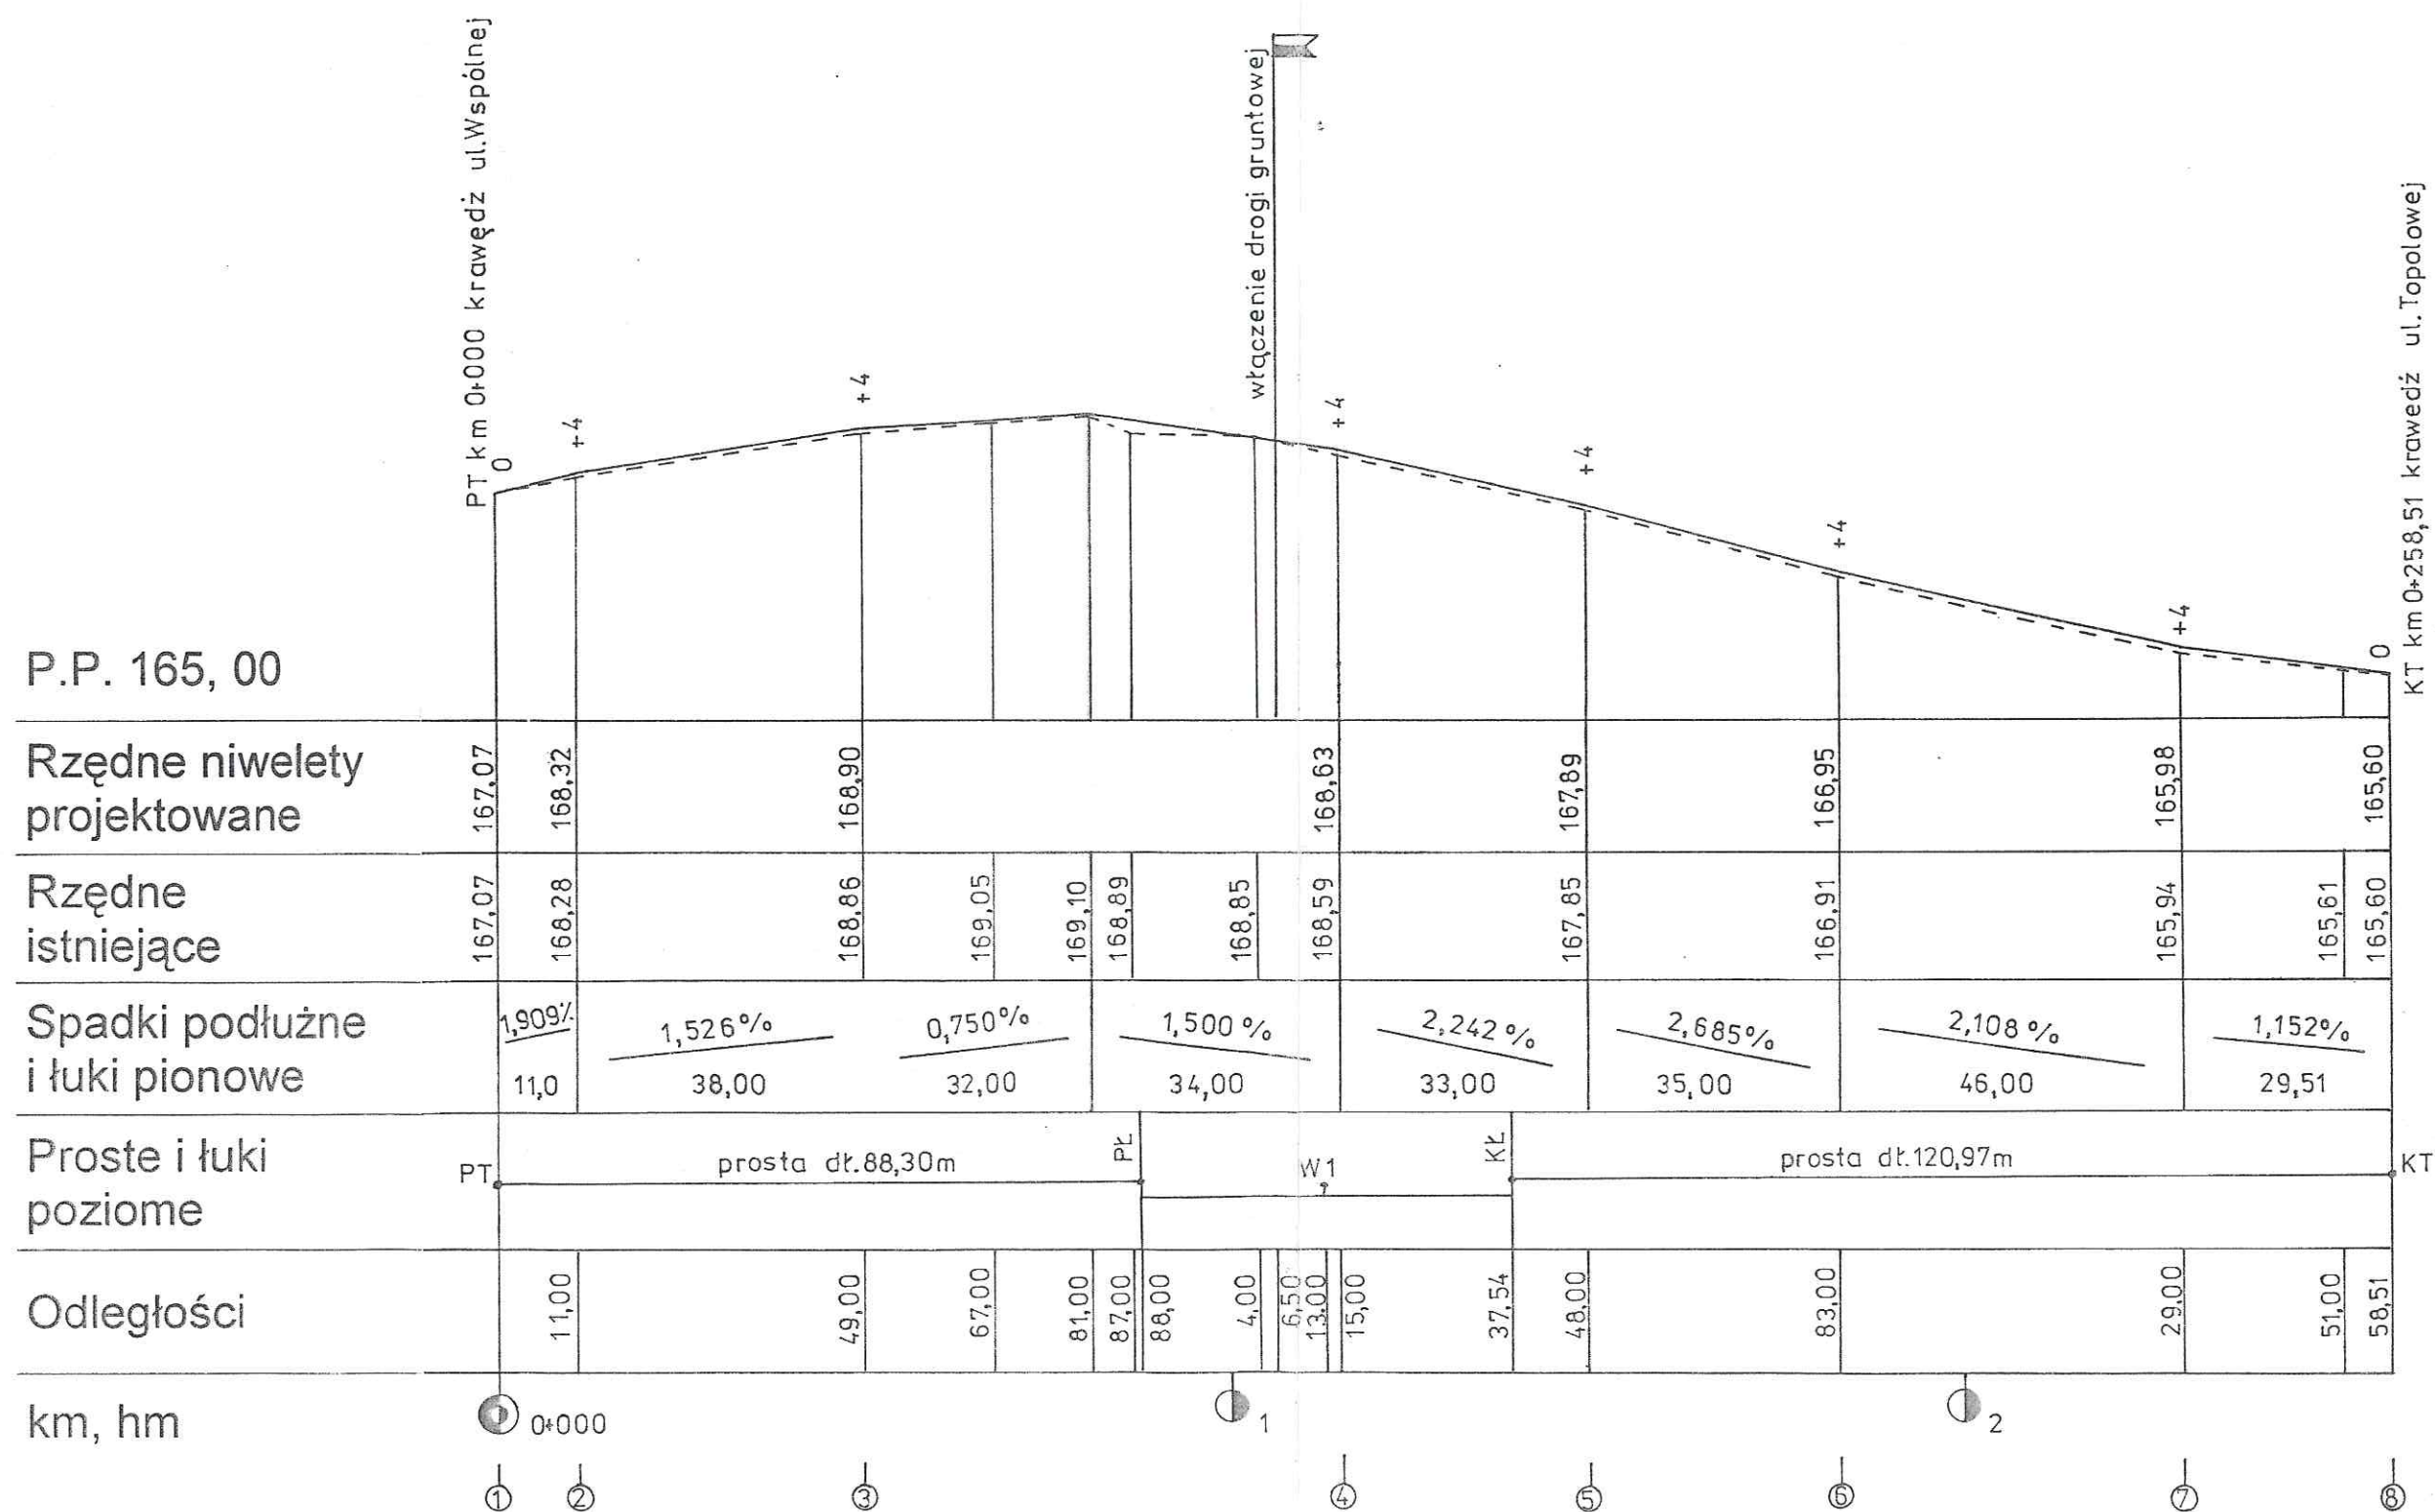 PT km 0+000 krawędź ul.Wspólnej
włączenie drogi gruntowej
KT km 0+258,51 krawedź ul.Topolowej
0 +4 +4 +4 +4 +4 +4 0
P.P. 165, 00
Rzędne niwelety
projektowane
167,07 168,32 168,90 168,63 167,89 166,95 165,98 165,60
Rzędne
istniejące
167,07 168,28 168,86 169,05 169,10 168,89 168,85 168,59 167,85 166,91 165,94 165,61 165,60
Spadki podłużne
i łuki pionowe
1,909% 1,526% 0,750% 1,500% 2,242% 2,685% 2,108% 1,152%
11,0 38,00 32,00 34,00 33,00 35,00 46,00 29,51
Proste i łuki
poziome
PT prosta dł.88,30m PŁ W1 KŁ prosta dł.120,97m KT
Odległości
11,00 49,00 67,00 81,00 87,00 88,00 4,00 6,50 13,00 15,00 37,54 48,00 83,00 29,00 51,00 58,51
km, hm
0+000 1 2
1 2 3 4 5 6 7 8